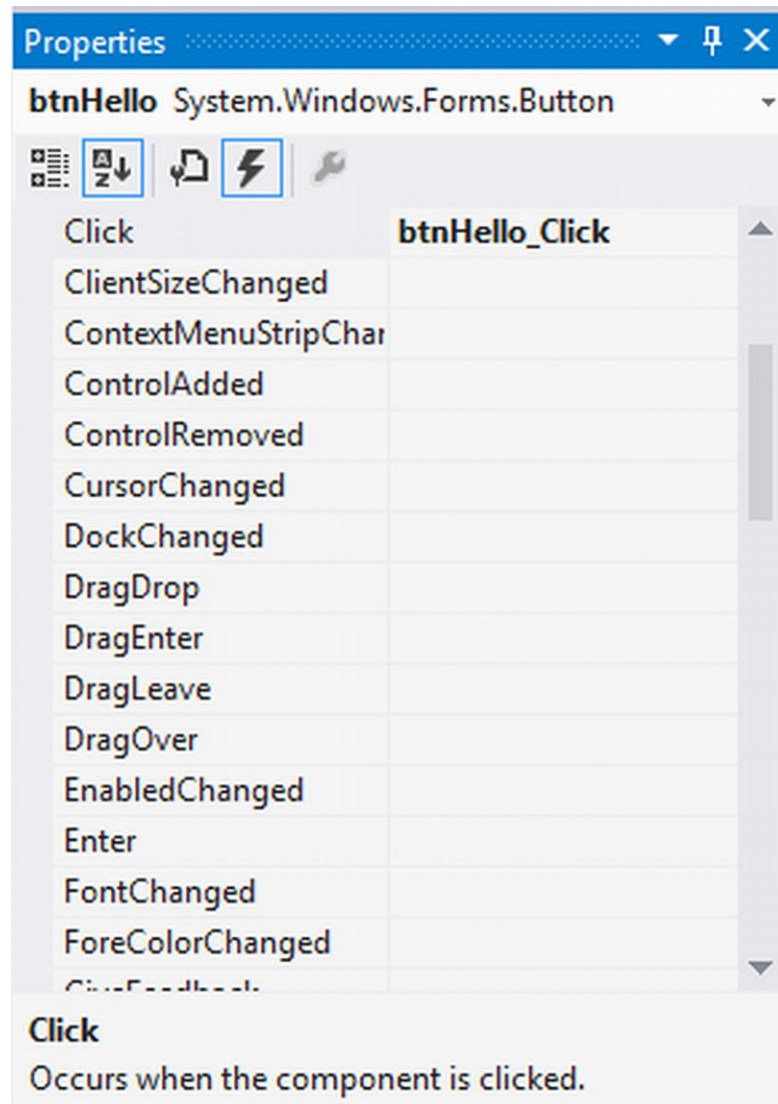 Properties
btnHello System.Windows.Forms.Button
Click btnHello_Click
ClientSizeChanged
ContextMenuStripChar
ControlAdded
ControlRemoved
CursorChanged
DockChanged
DragDrop
DragEnter
DragLeave
DragOver
EnabledChanged
Enter
FontChanged
ForeColorChanged
Click
Occurs when the component is clicked.